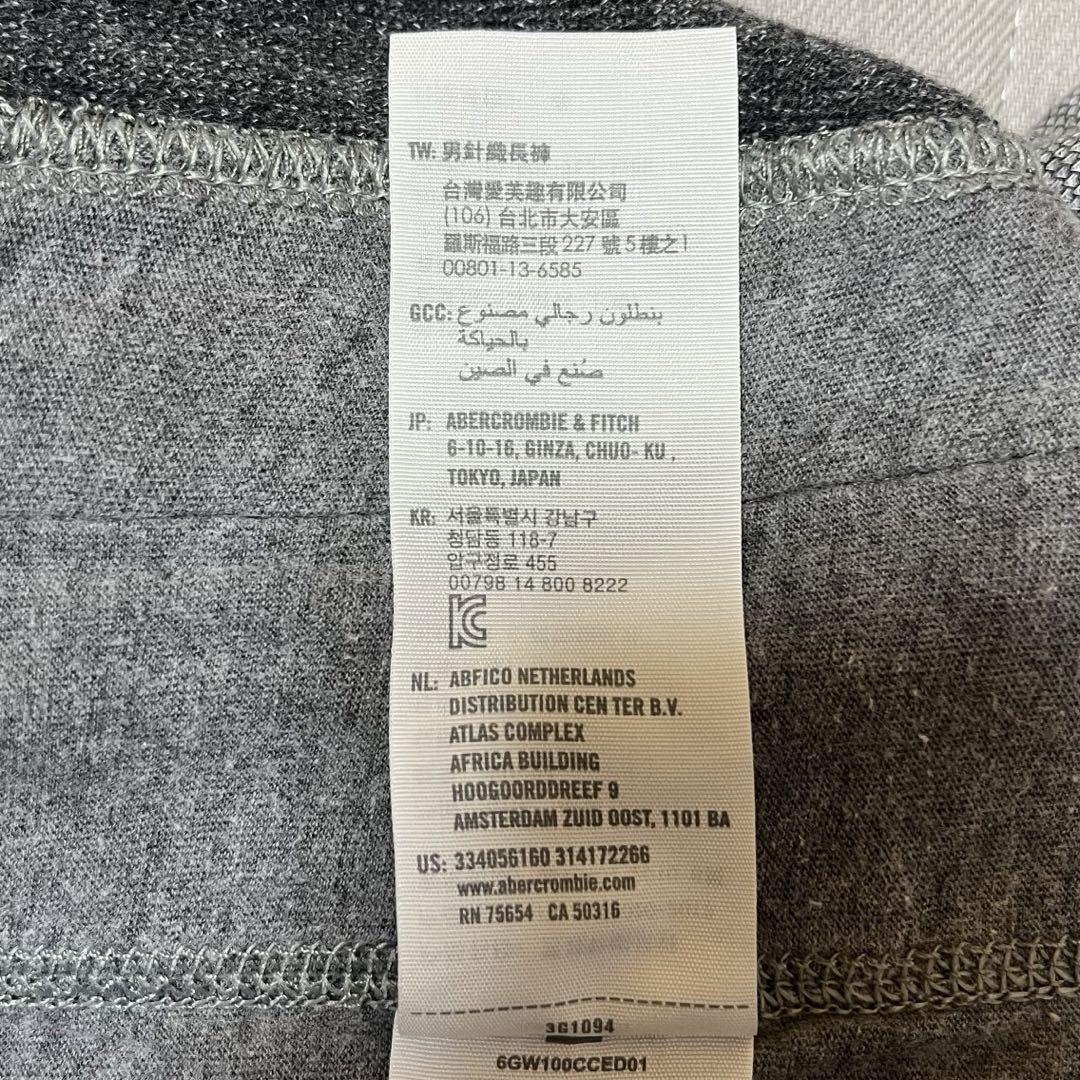 TW: 男針織長褲
台灣愛芙趣有限公司
(106) 台北市大安區
羅斯福路三段 227 號 5 樓之1
00801-13-6585
GCC: بنطلون رجالي مصنوع
بالحياكة
صُنع في الصين
JP: ABERCROMBIE & FITCH
6-10-16, GINZA, CHUO- KU ,
TOKYO, JAPAN
KR: 서울특별시 강남구
청담동 118-7
압구정로 455
00798 14 800 8222
KC
NL: ABFICO NETHERLANDS
DISTRIBUTION CEN TER B.V.
ATLAS COMPLEX
AFRICA BUILDING
HOOGOORDDREEF 9
AMSTERDAM ZUID OOST, 1101 BA
US: 334056160 314172266
www.abercrombie.com
RN 75654 CA 50316
3G1094
6GW100CCED01